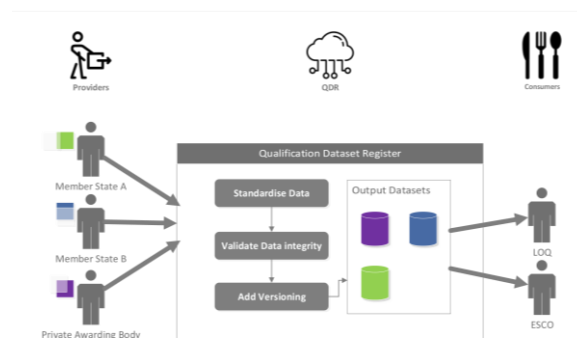 Providers
QDR
Consumers
Qualification Dataset Register
Member State A
Standardise Data
Output Datasets
Member State B
Validate Data integrity
LOQ
Add Versioning
Private Awarding Body
ESCO